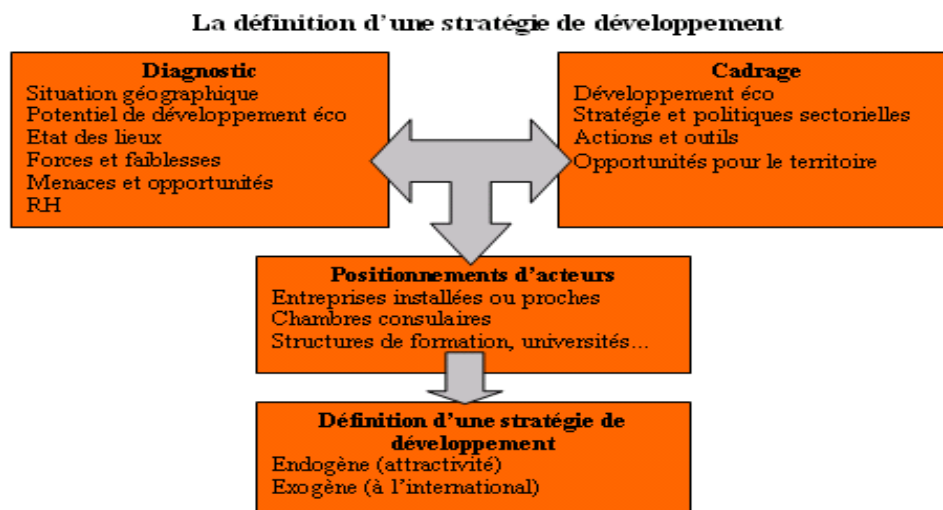 La définition d'une stratégie de développement
Diagnostic
Situation géographique
Potentiel de développement éco
Etat des lieux
Forces et faiblesses
Menaces et opportunités
RH
Cadrage
Développement éco
Stratégie et politiques sectorielles
Actions et outils
Opportunités pour le territoire
Positionnements d'acteurs
Entreprises installées ou proches
Chambres consulaires
Structures de formation, universités...
Définition d'une stratégie de
développement
Endogène (attractivité)
Exogène (à l'international)